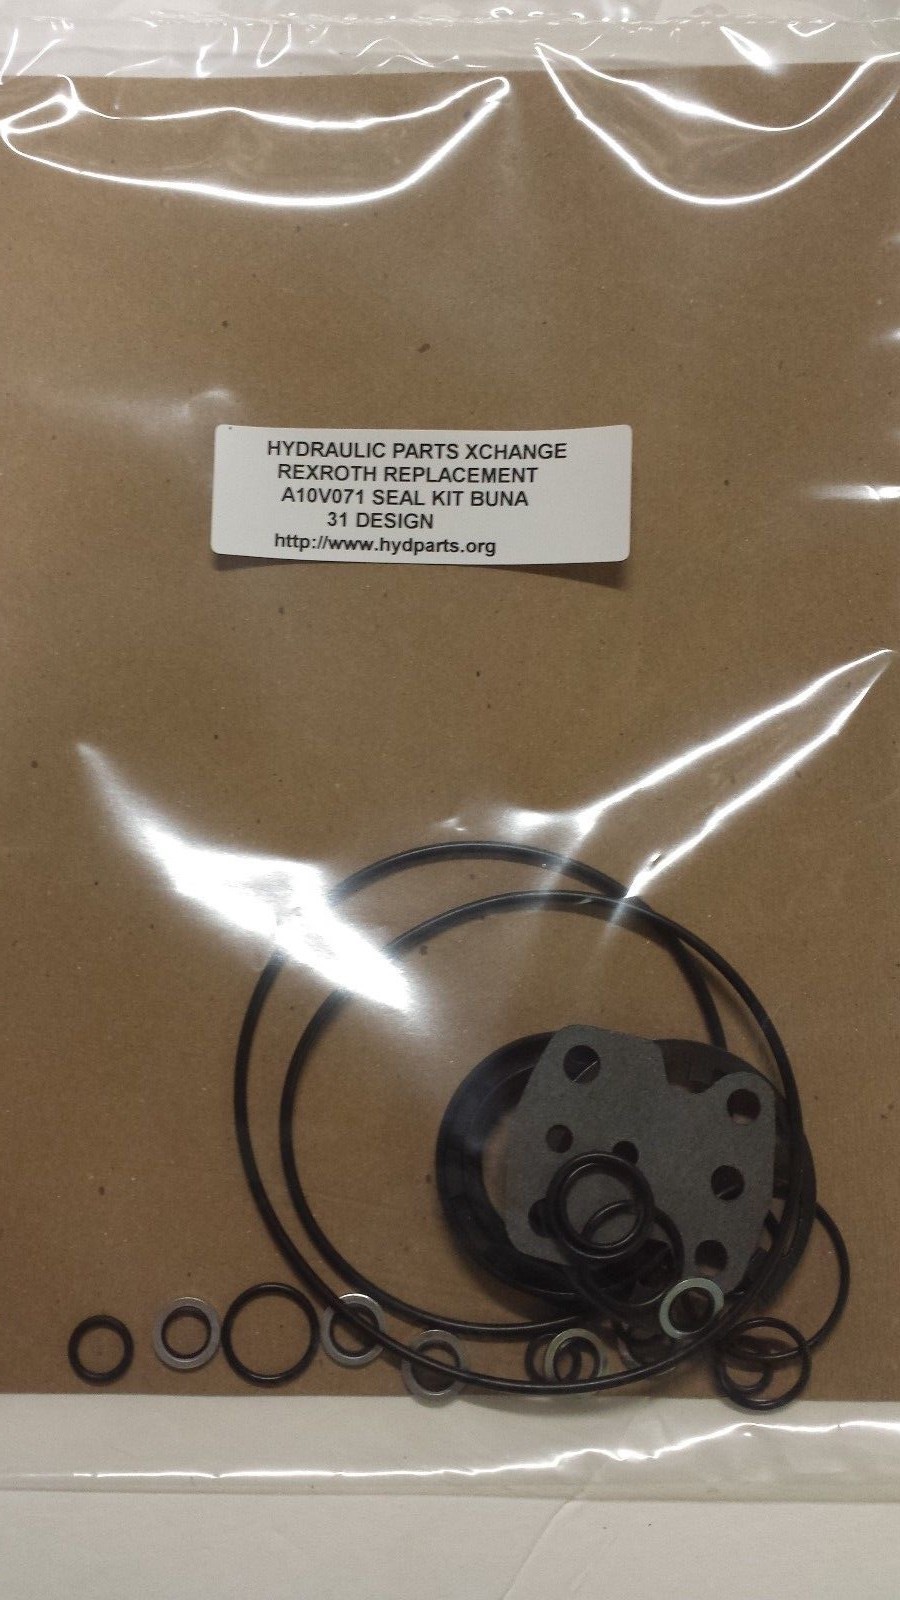 HYDRAULIC PARTS XCHANGE
REXROTH REPLACEMENT
A10V071 SEAL KIT BUNA
31 DESIGN
http://www.hydparts.org